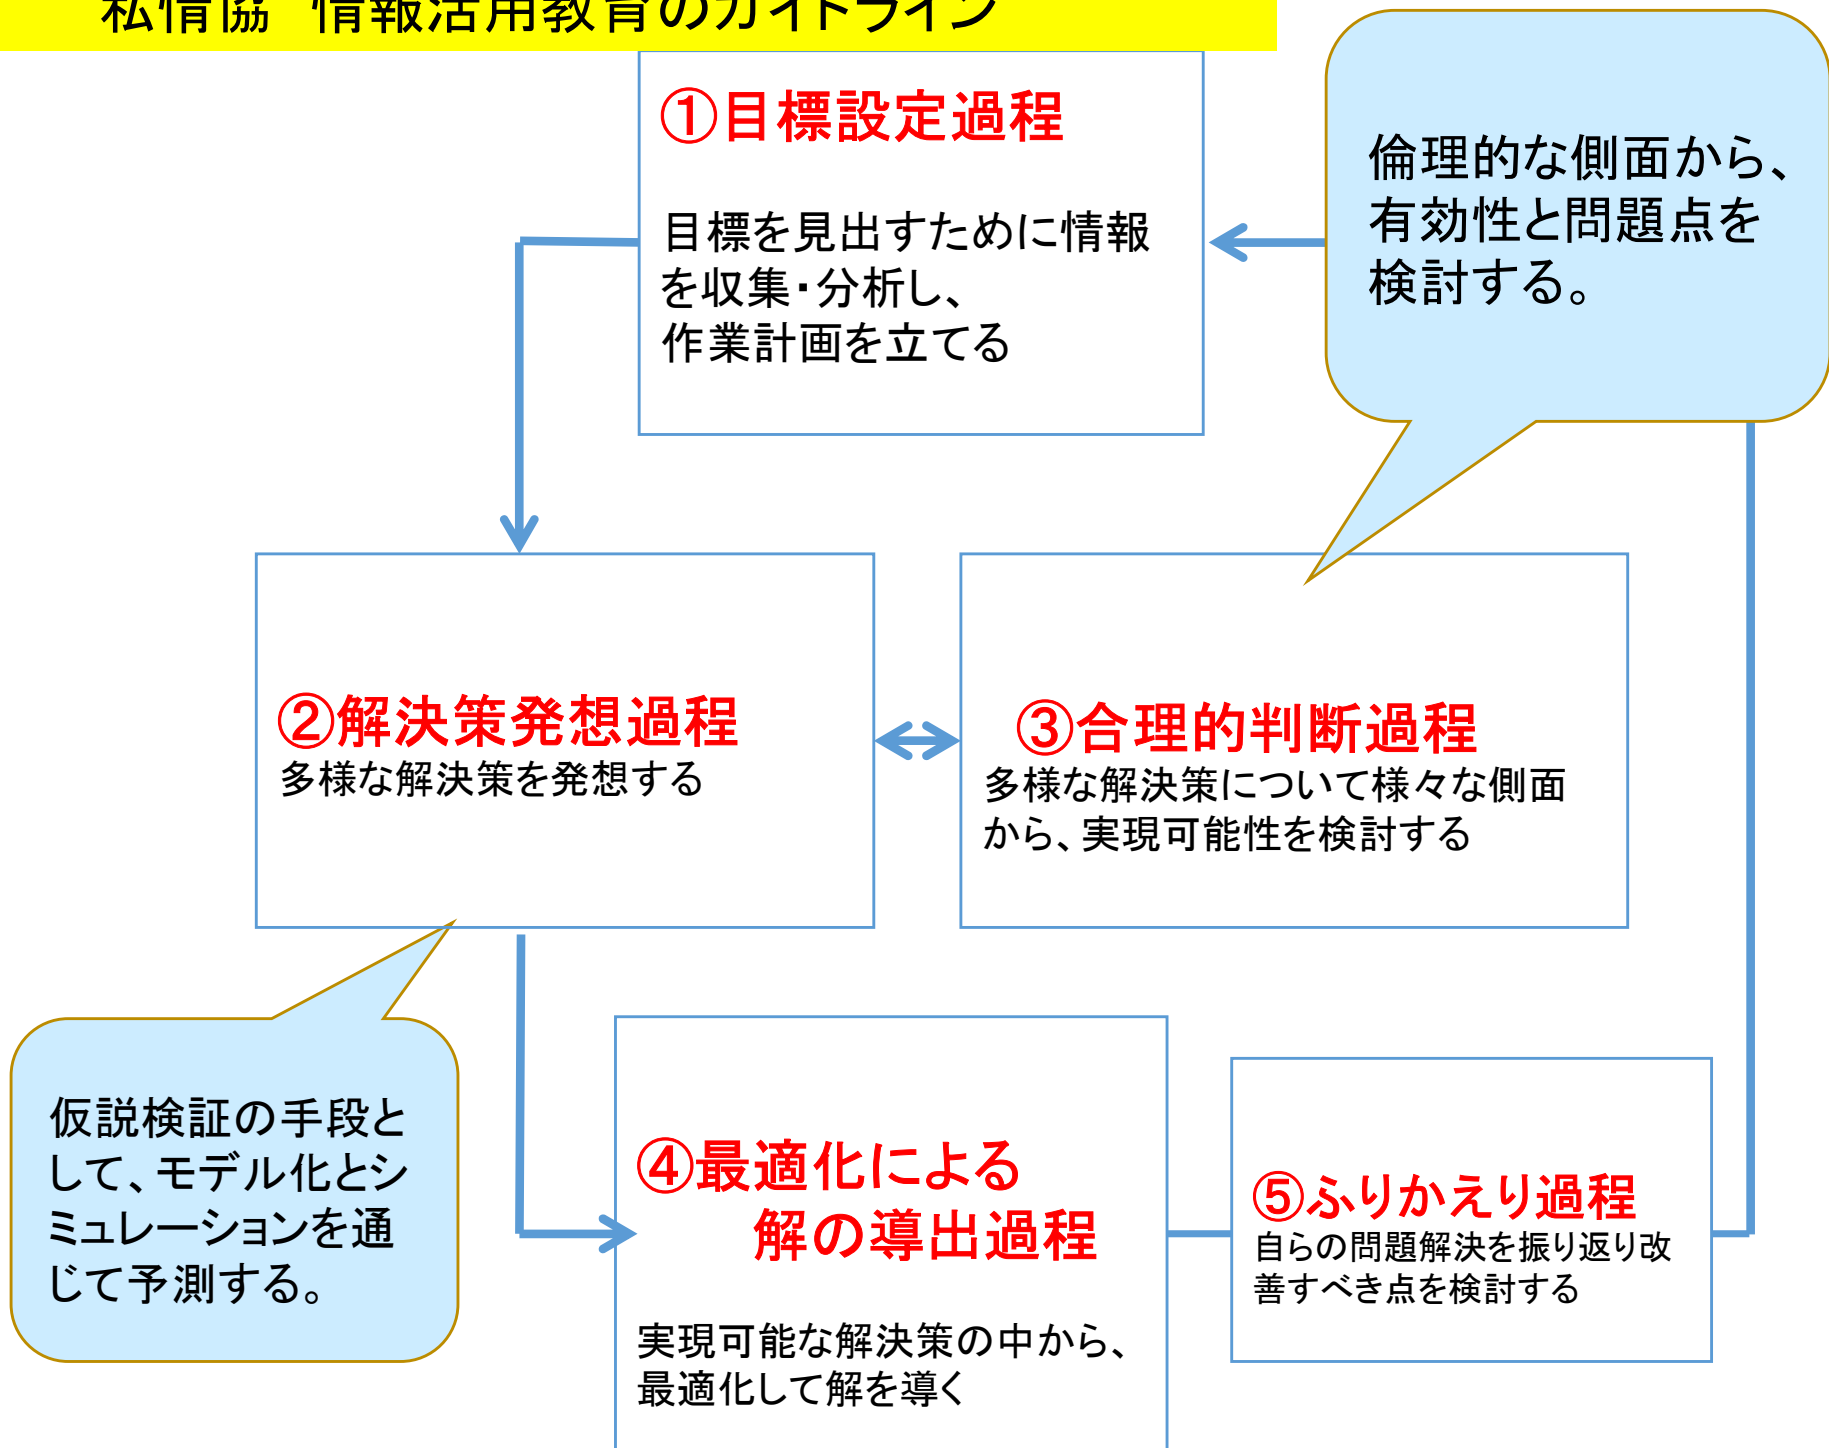 私情協　情報活用教育のガイドライン
①目標設定過程
目標を見出すために情報
を収集・分析し、
作業計画を立てる
倫理的な側面から、
有効性と問題点を
検討する。
②解決策発想過程
多様な解決策を発想する
③合理的判断過程
多様な解決策について様々な側面
から、実現可能性を検討する
仮説検証の手段と
して、モデル化とシ
ミュレーションを通
じて予測する。
④最適化による
解の導出過程
実現可能な解決策の中から、
最適化して解を導く
⑤ふりかえり過程
自らの問題解決を振り返り改
善すべき点を検討する